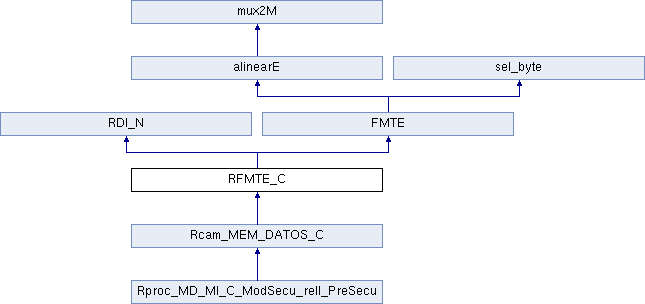 mux2M
alinearE
sel_byte
RDI_N
FMTE
RFMTE_C
Rcam_MEM_DATOS_C
Rproc_MD_MI_C_ModSecu_rell_PreSecu